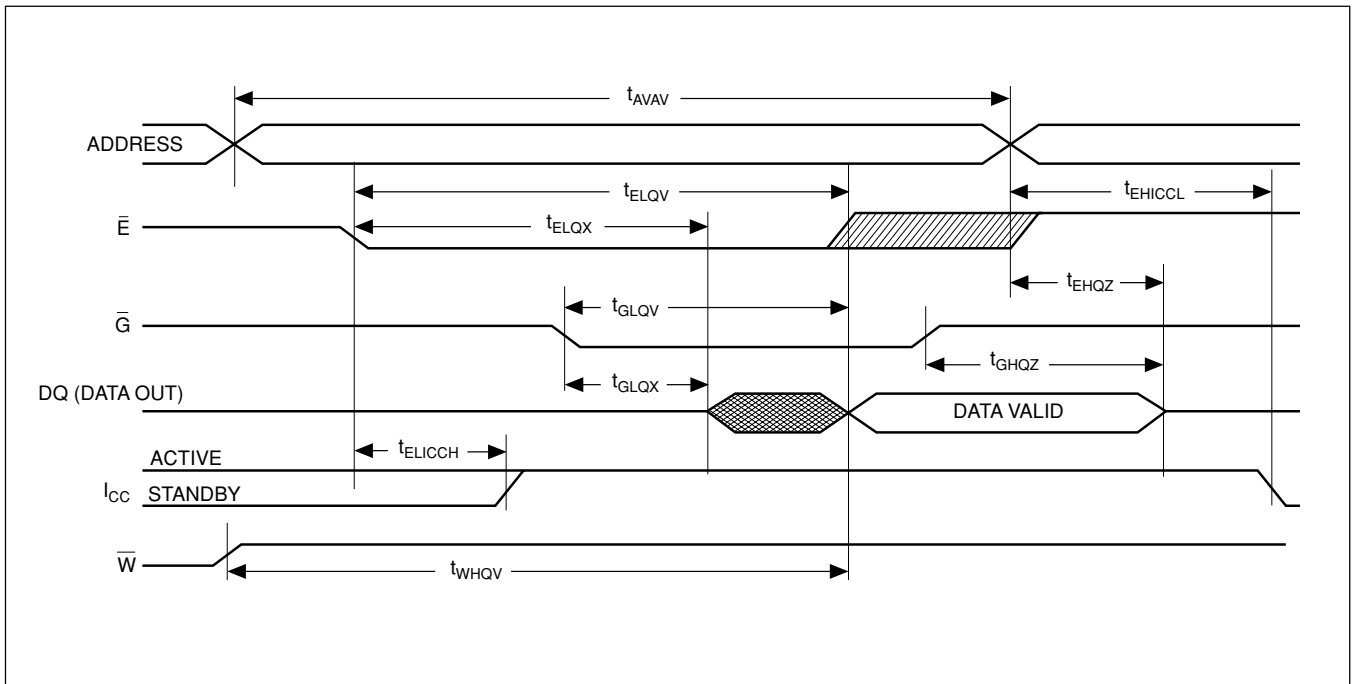 tAVAV
ADDRESS
tELQV
tEHICCL
Ē
tELQX
tEHQZ
Ḡ
tGLQV
tGHQZ
tGLQX
DQ (DATA OUT)
DATA VALID
tELICCH
ACTIVE
ICC STANDBY
W̅
tWHQV